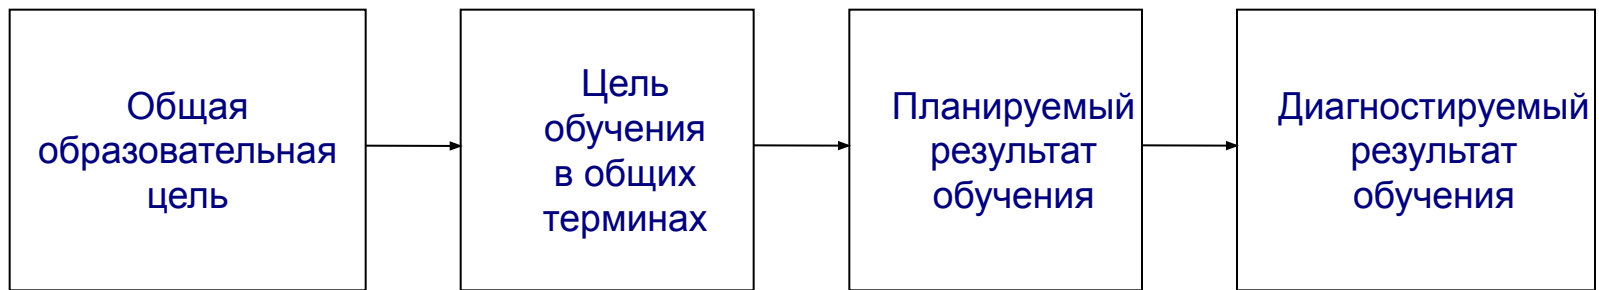 Общая
образовательная
цель
Цель
обучения
в общих
терминах
Планируемый
результат
обучения
Диагностируемый
результат
обучения